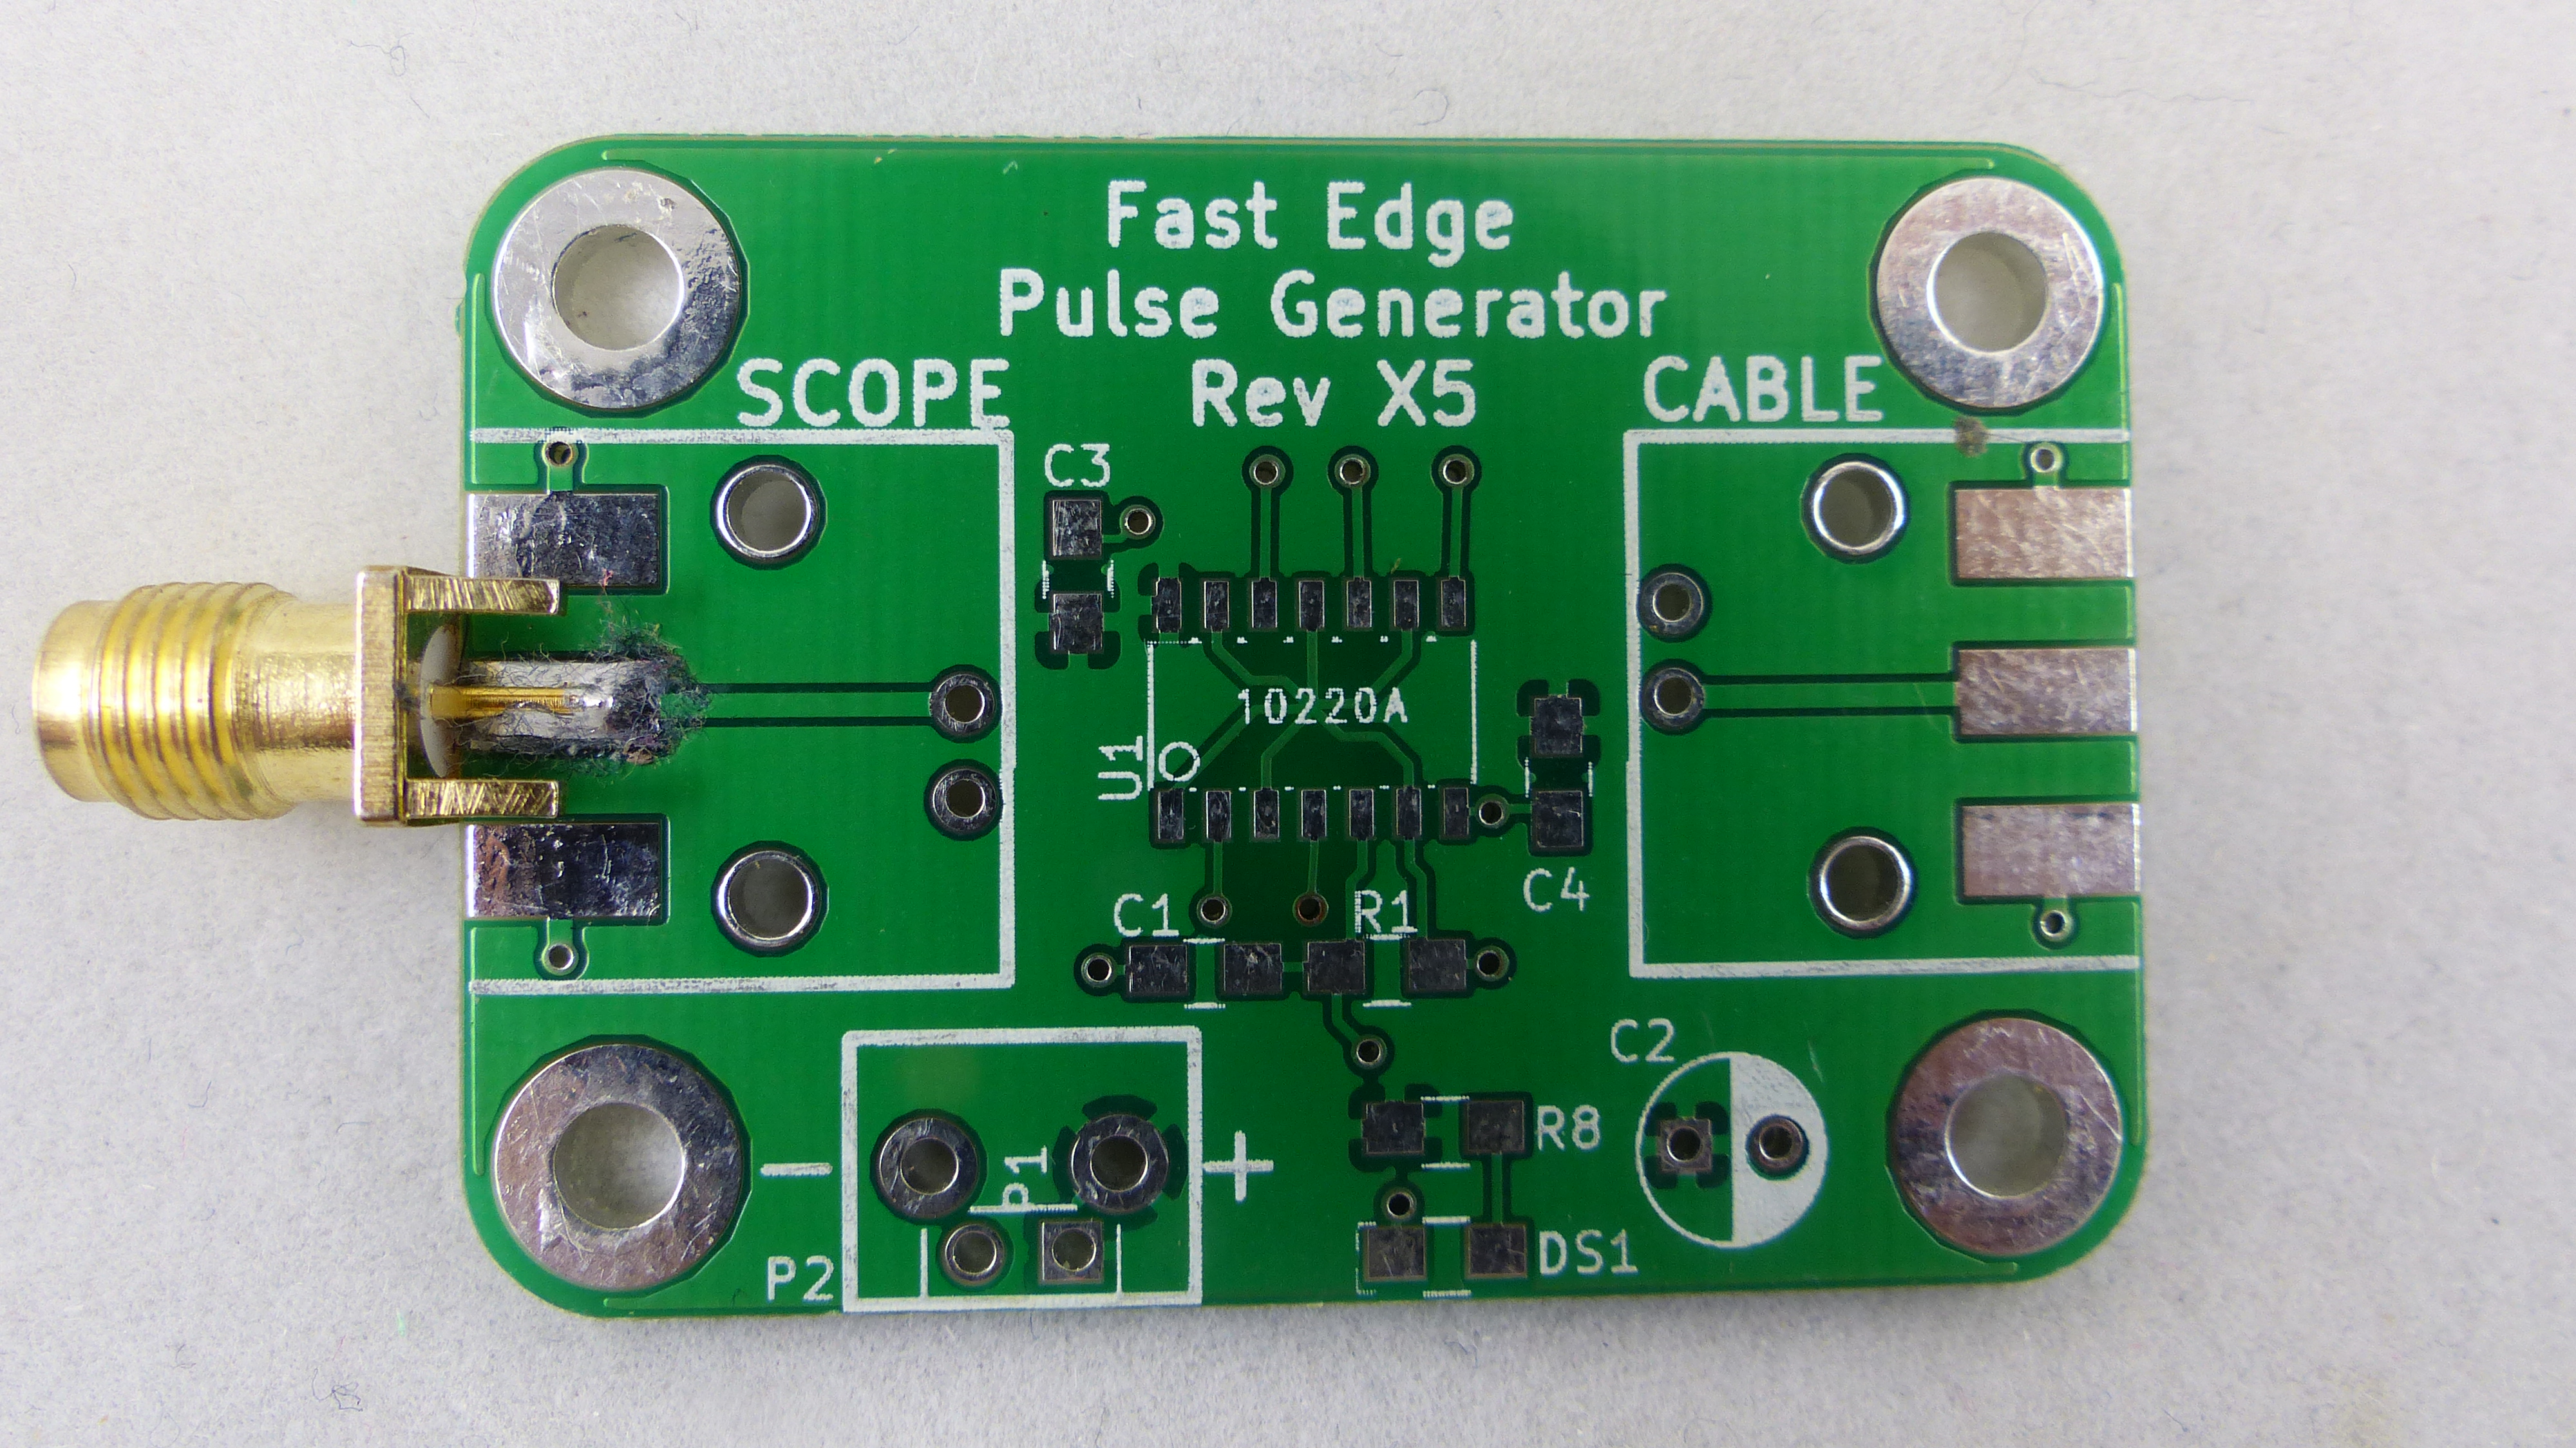 Fast Edge
Pulse Generator
SCOPE Rev X5 CABLE
C3
10220A
U1
C4
C1 R1
C2
− P1 +
R8
P2
DS1